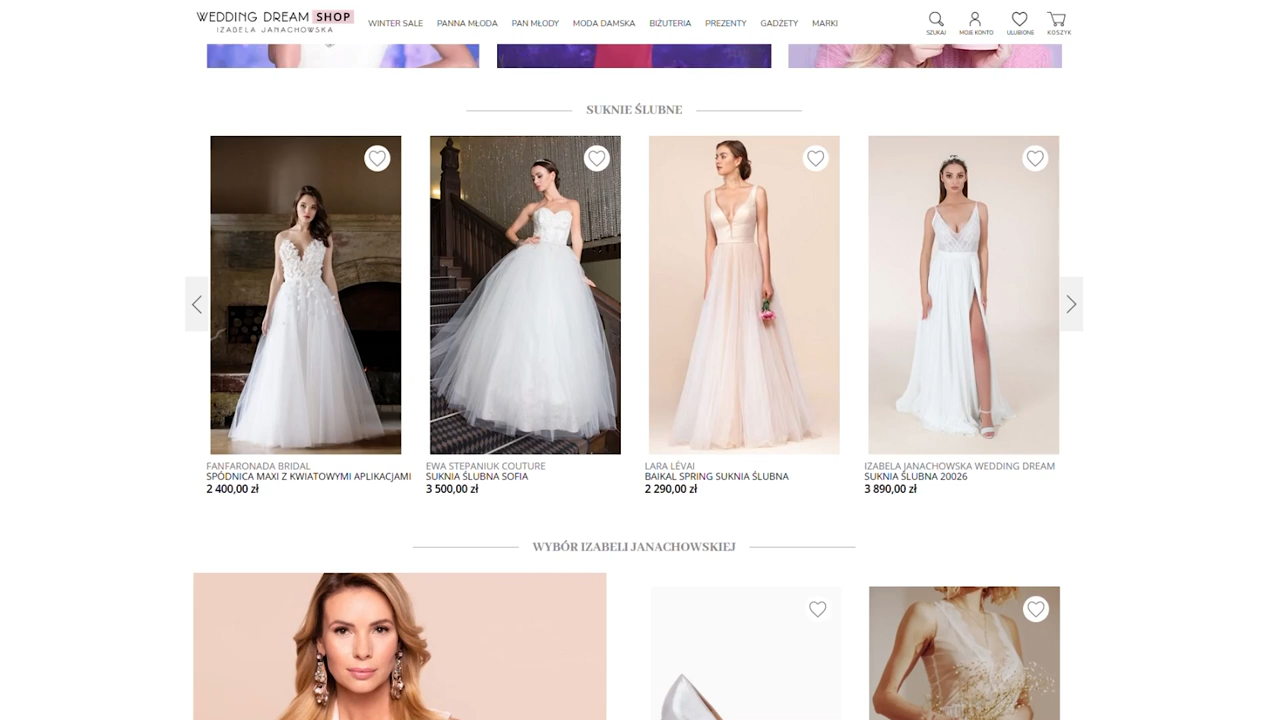 WEDDING DREAM SHOP
IZABELA JANACHOWSKA
WINTER SALE
PANNA MŁODA
PAN MŁODY
MODA DAMSKA
BIŻUTERIA
PREZENTY
GADŻETY
MARKI
SZUKAJ
MOJE KONTO
ULUBIONE
KOSZYK
SUKNIE ŚLUBNE
FANFARONADA BRIDAL
SPÓDNICA MAXI Z KWIATOWYMI APLIKACJAMI
2 400,00 zł
EWA STEPANIUK COUTURE
SUKNIA ŚLUBNA SOFIA
3 500,00 zł
LARA LÉVAI
BAIKAL SPRING SUKNIA ŚLUBNA
2 290,00 zł
IZABELA JANACHOWSKA WEDDING DREAM
SUKNIA ŚLUBNA 20026
3 890,00 zł
WYBÓR IZABELI JANACHOWSKIEJ